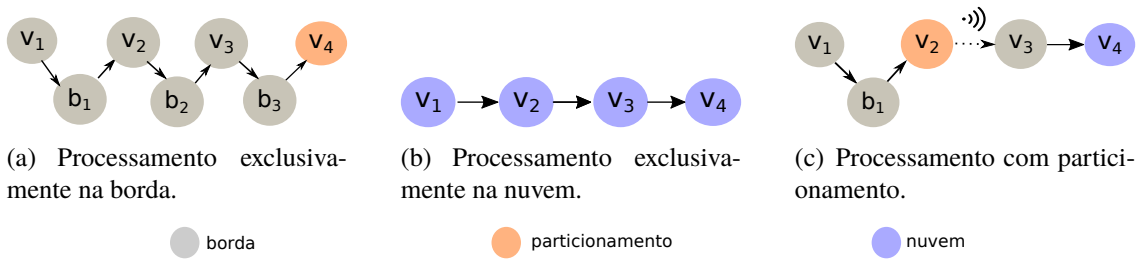 v1 v2 v3 v4
b1 b2 b3
(a) Processamento exclusiva-
mente na borda.
v1 v2 v3 v4
(b) Processamento exclusiva-
mente na nuvem.
v1 v2 v3 v4
b1
(c) Processamento com partici-
onamento.
borda particionamento nuvem